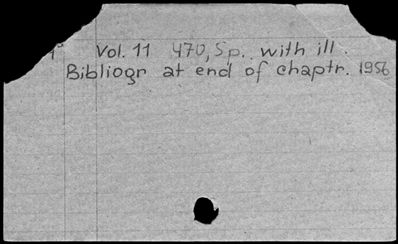 Vol. 11 470, Sp. with ill.
Bibliogr at end of chaptr. 1956